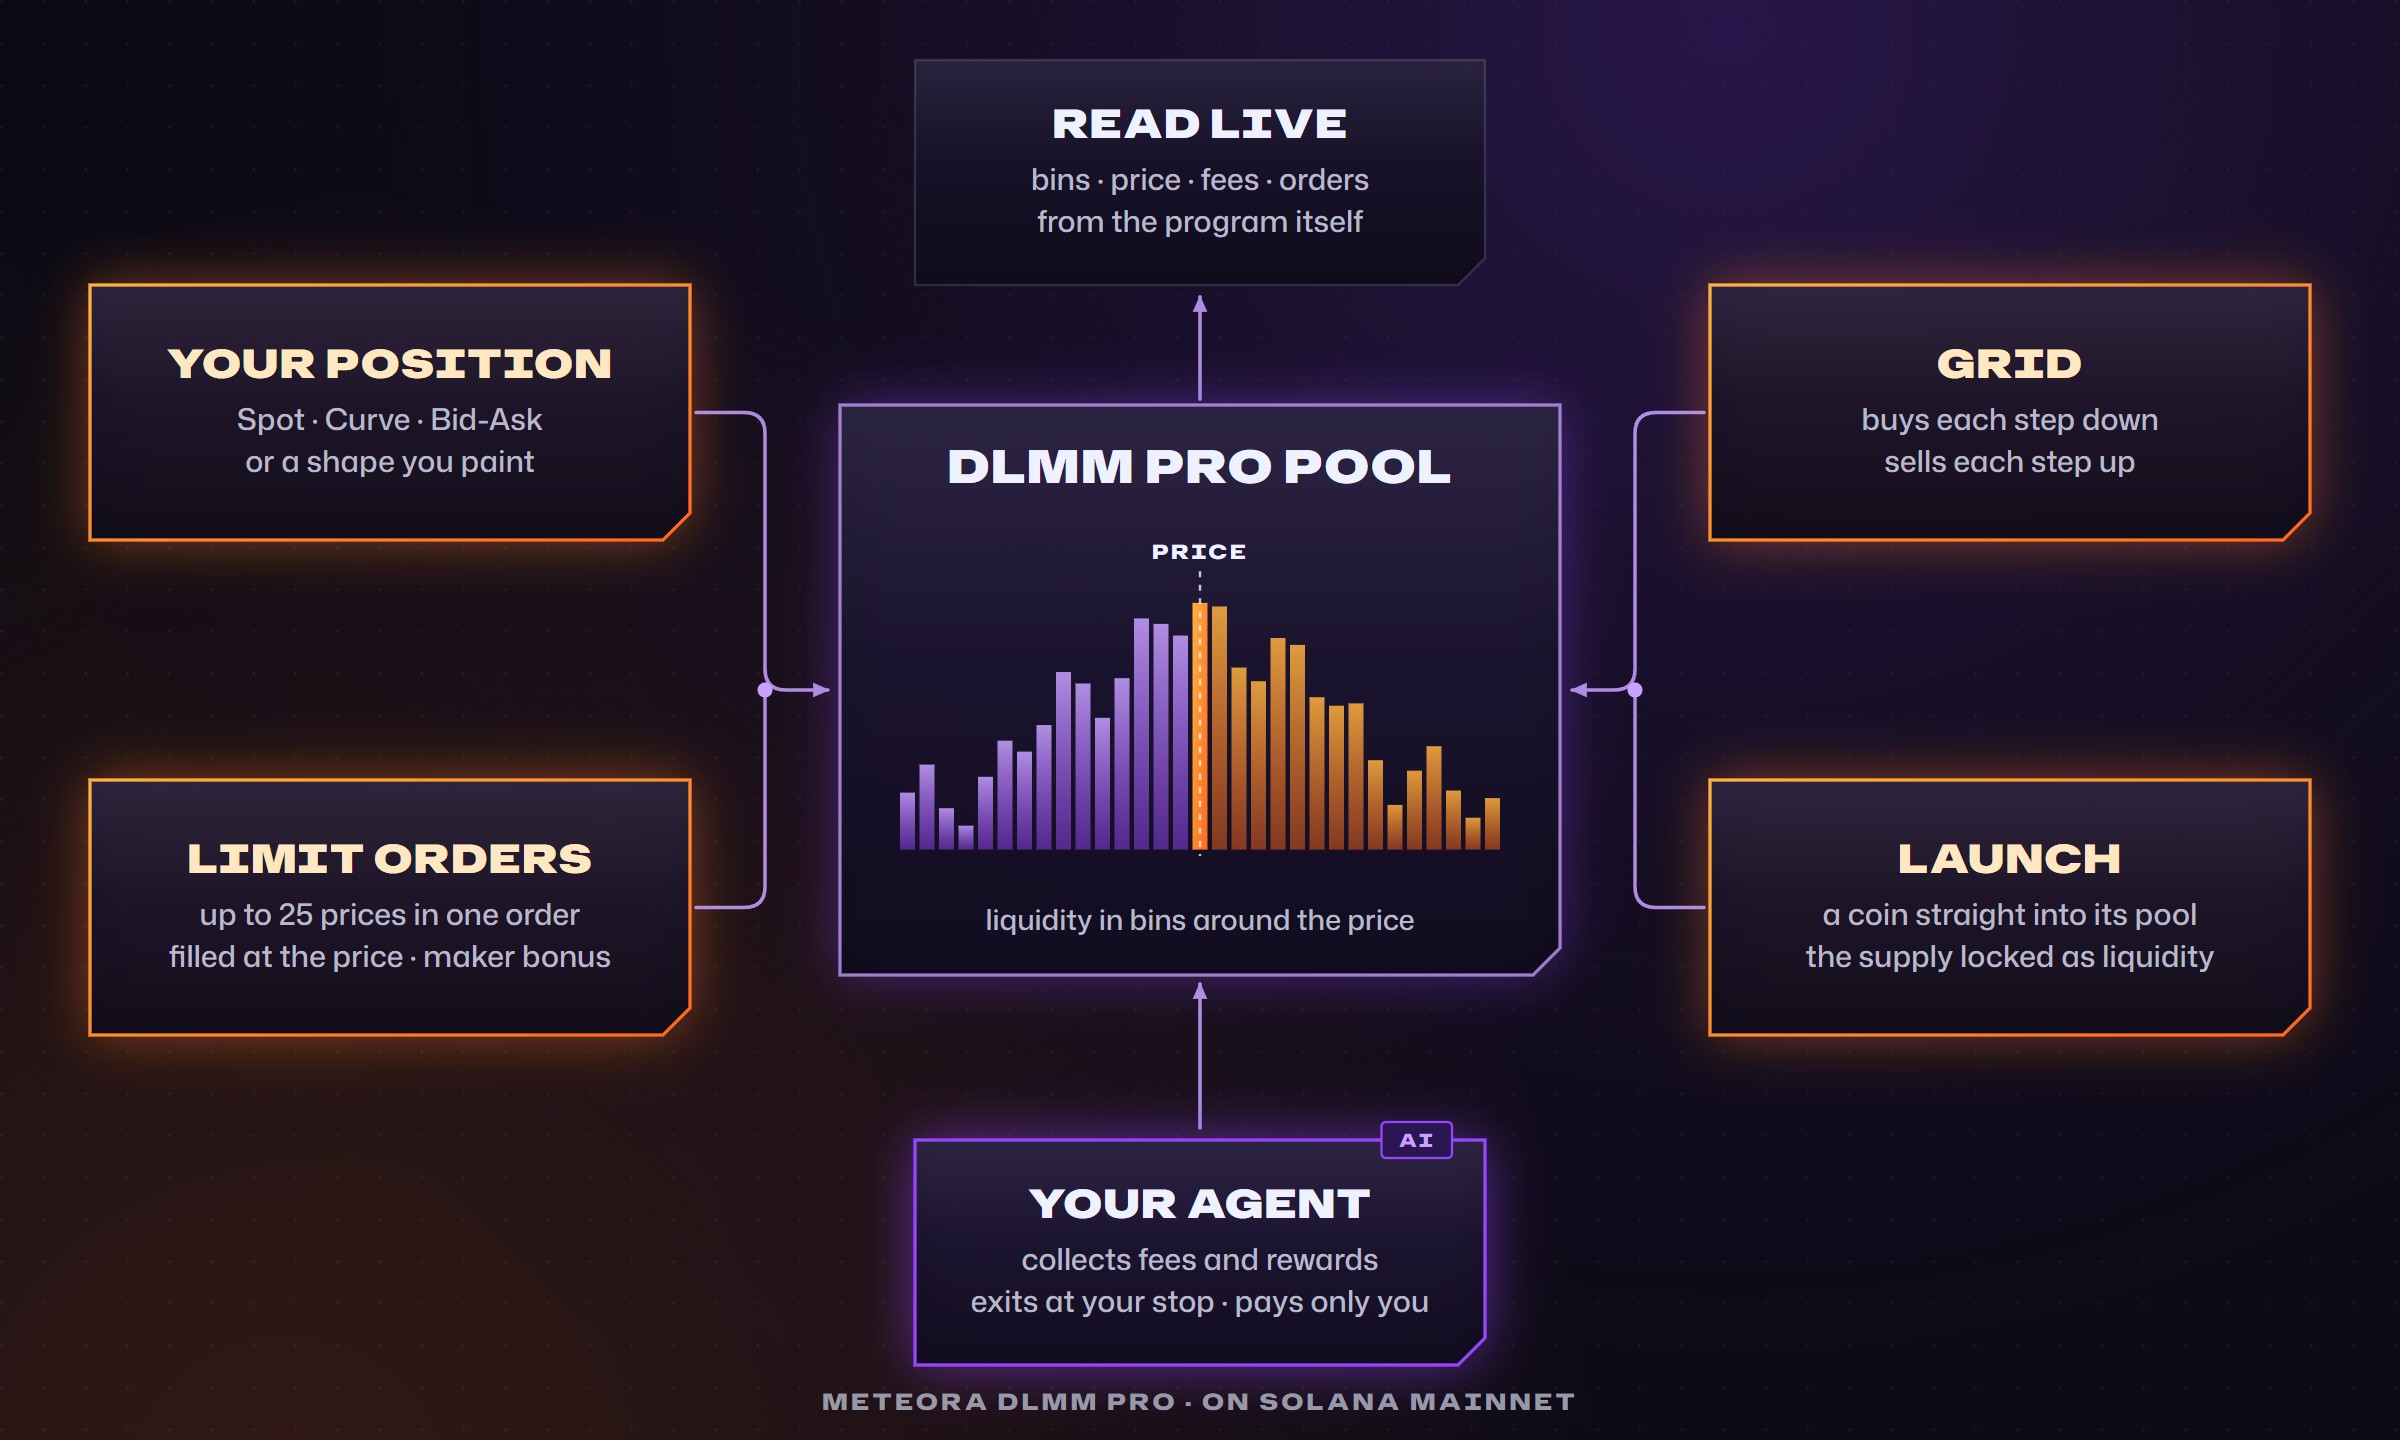 READ LIVE
bins · price · fees · orders
from the program itself
YOUR POSITION
Spot · Curve · Bid-Ask
or a shape you paint
GRID
buys each step down
sells each step up
DLMM PRO POOL
PRICE
liquidity in bins around the price
LIMIT ORDERS
up to 25 prices in one order
filled at the price · maker bonus
LAUNCH
a coin straight into its pool
the supply locked as liquidity
AI
YOUR AGENT
collects fees and rewards
exits at your stop · pays only you
METEORA DLMM PRO · ON SOLANA MAINNET